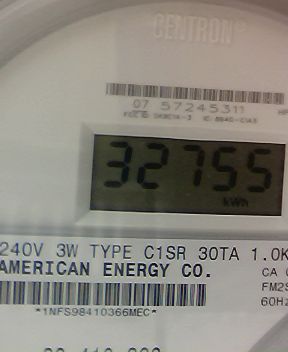 CENTRON
07 57245311
32755
kWh
240V 3W TYPE C1SR 30TA 1.0K
AMERICAN ENERGY CO.
CA
FM2S
60Hz
*1NFS98410366MEC*